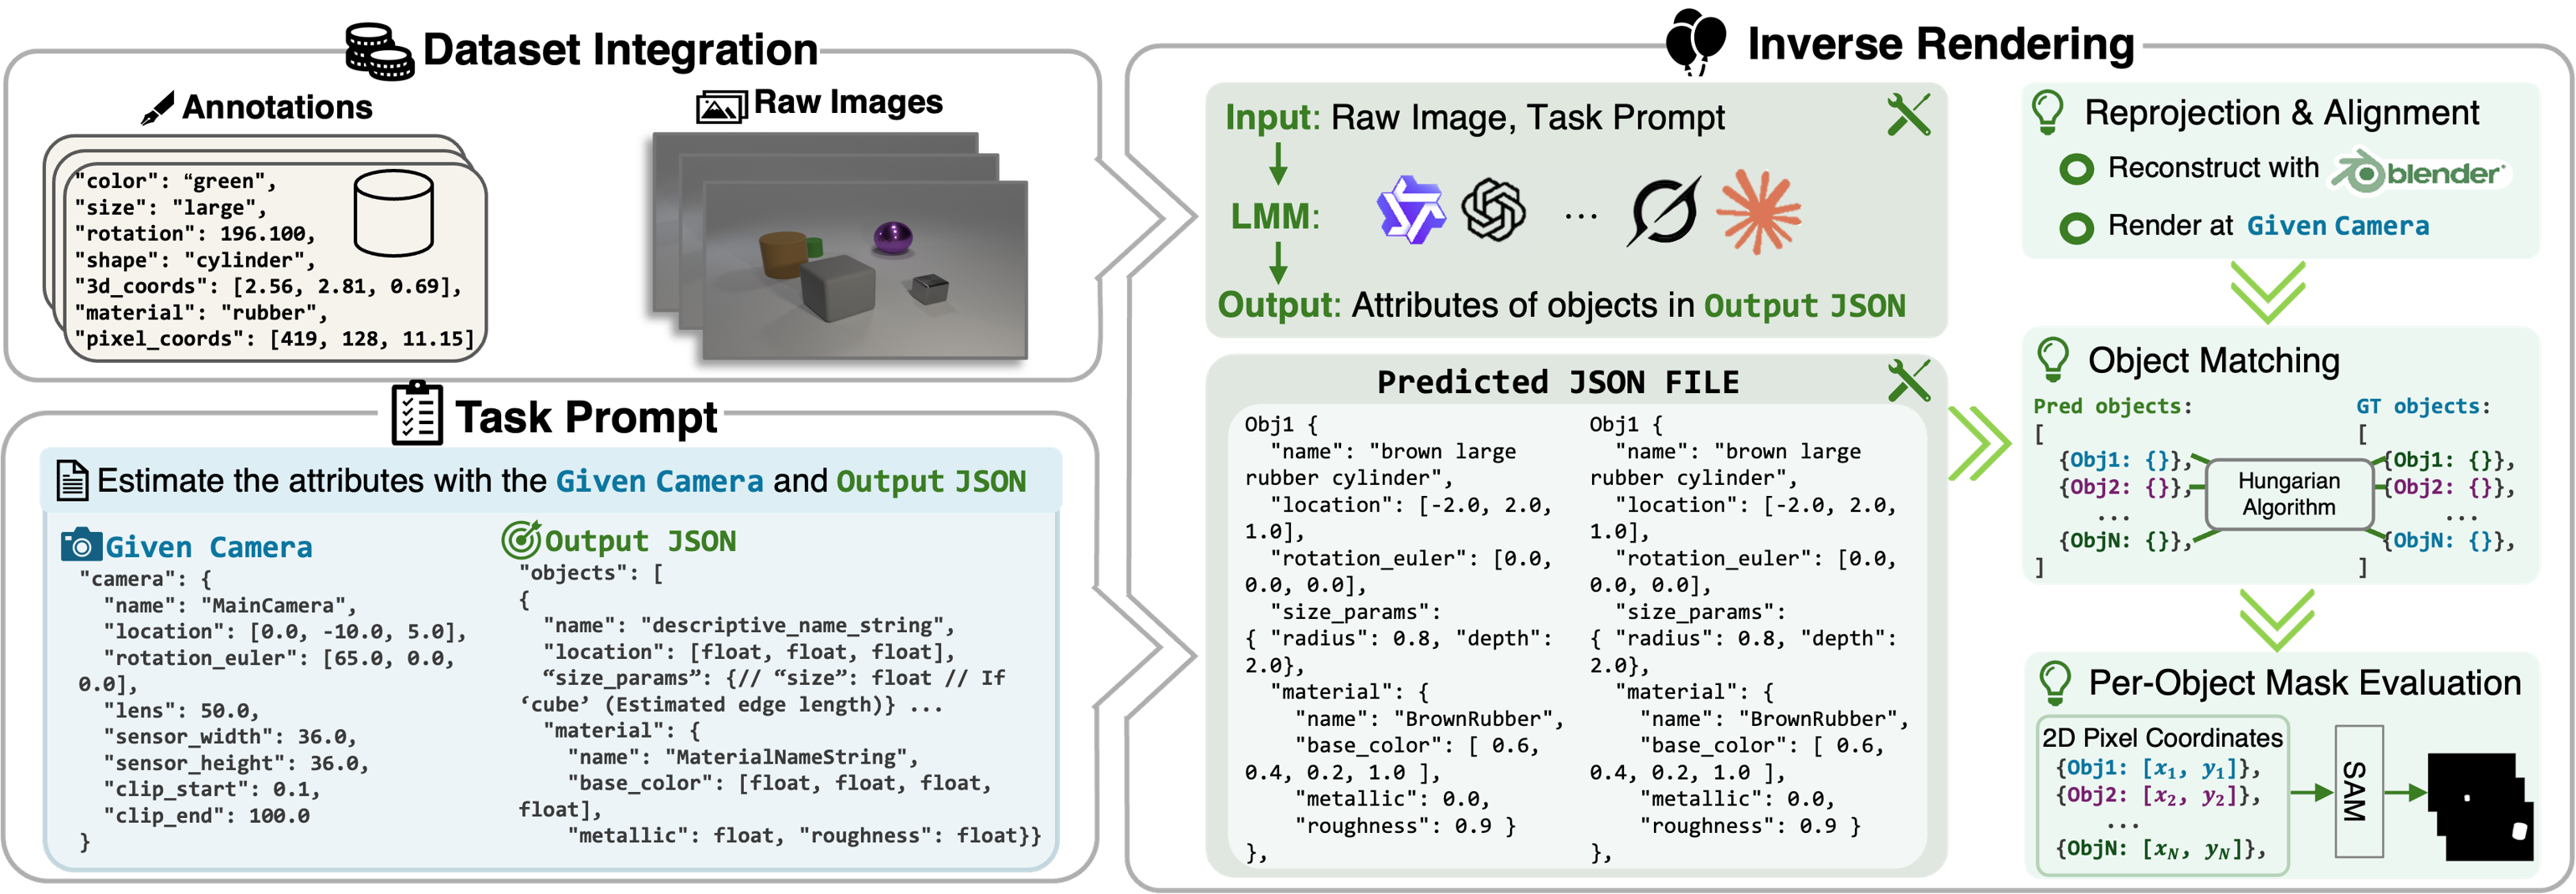 Dataset Integration
Annotations
"color": “green",
"size": "large",
"rotation": 196.100,
"shape": "cylinder",
"3d_coords": [2.56, 2.81, 0.69],
"material": "rubber",
"pixel_coords": [419, 128, 11.15]
Raw Images
Task Prompt
Estimate the attributes with the Given Camera and Output JSON
Given Camera
"camera": {
"name": "MainCamera",
"location": [0.0, -10.0, 5.0],
"rotation_euler": [65.0, 0.0,
0.0],
"lens": 50.0,
"sensor_width": 36.0,
"sensor_height": 36.0,
"clip_start": 0.1,
"clip_end": 100.0
}
Output JSON
"objects": [
{
"name": "descriptive_name_string",
"location": [float, float, float],
“size_params”: {// “size”: float // If
‘cube’ (Estimated edge length)} ...
"material": {
"name": "MaterialNameString",
"base_color": [float, float, float,
float],
"metallic": float, "roughness": float}}
Inverse Rendering
Input: Raw Image, Task Prompt
LMM:
...
Output: Attributes of objects in Output JSON
Predicted JSON FILE
Obj1 {
"name": "brown large
rubber cylinder",
"location": [-2.0, 2.0,
1.0],
"rotation_euler": [0.0,
0.0, 0.0],
"size_params":
{ "radius": 0.8, "depth":
2.0},
"material": {
"name": "BrownRubber",
"base_color": [ 0.6,
0.4, 0.2, 1.0 ],
"metallic": 0.0,
"roughness": 0.9 }
},
Obj1 {
"name": "brown large
rubber cylinder",
"location": [-2.0, 2.0,
1.0],
"rotation_euler": [0.0,
0.0, 0.0],
"size_params":
{ "radius": 0.8, "depth":
2.0},
"material": {
"name": "BrownRubber",
"base_color": [ 0.6,
0.4, 0.2, 1.0 ],
"metallic": 0.0,
"roughness": 0.9 }
},
Reprojection & Alignment
Reconstruct with blender
Render at Given Camera
Object Matching
Pred objects:
[
{Obj1: {}},
{Obj2: {}},
...
{ObjN: {}},
]
Hungarian
Algorithm
GT objects:
[
{Obj1: {}},
{Obj2: {}},
...
{ObjN: {}},
]
Per-Object Mask Evaluation
2D Pixel Coordinates
{Obj1: [x₁, y₁]},
{Obj2: [x₂, y₂]},
...
{ObjN: [x_N, y_N]},
SAM